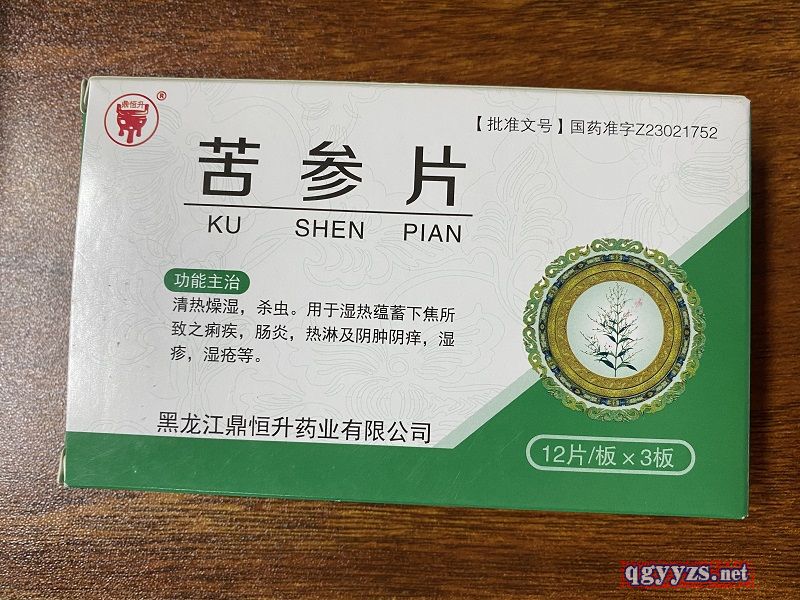 鼎恒升
®
【批准文号】国药准字Z23021752
苦参片
KU SHEN PIAN
功能主治
清热燥湿，杀虫。用于湿热蕴蓄下焦所
致之痢疾，肠炎，热淋及阴肿阴痒，湿
疹，湿疮等。
黑龙江鼎恒升药业有限公司
12片/板×3板
qgyyzs.net